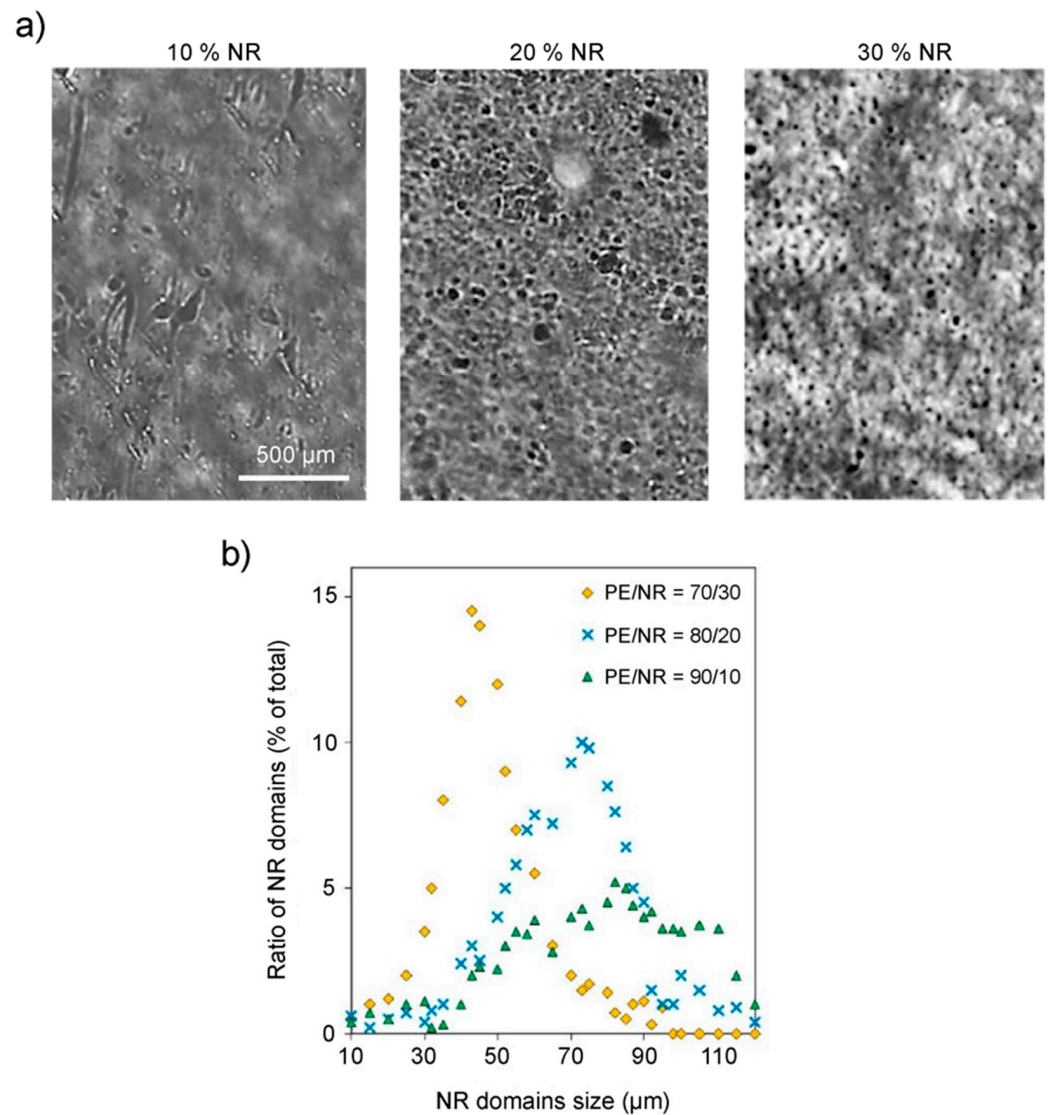 a)
10 % NR
20 % NR
30 % NR
500 µm
b)
PE/NR = 70/30
PE/NR = 80/20
PE/NR = 90/10
Ratio of NR domains (% of total)
15
10
5
0
10
30
50
70
90
110
NR domains size (µm)